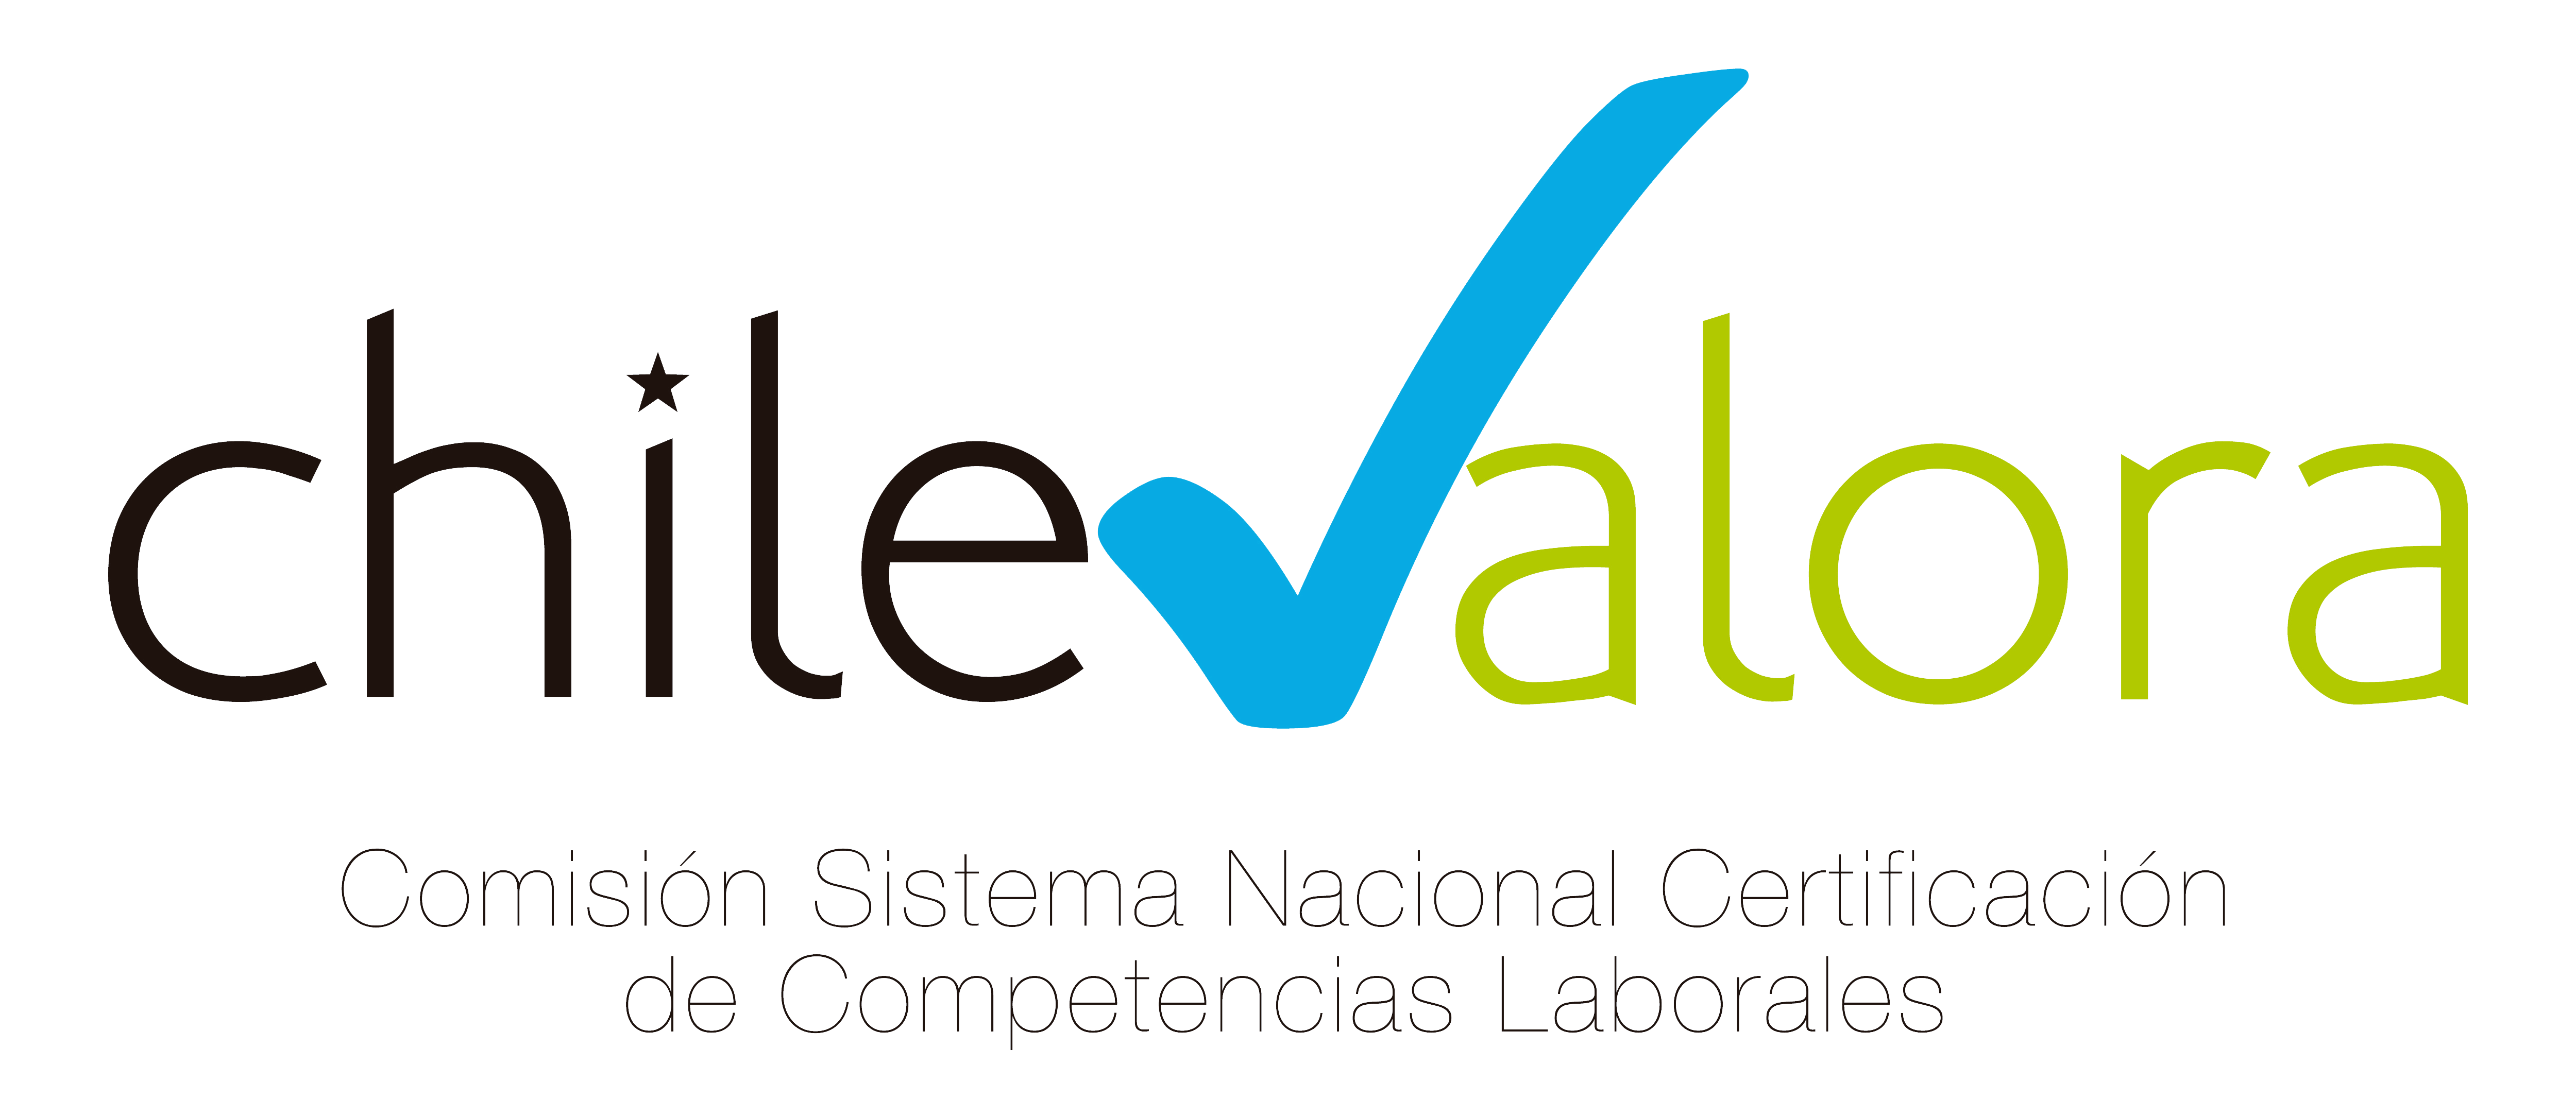 chileValora
Comisión Sistema Nacional Certificación
de Competencias Laborales